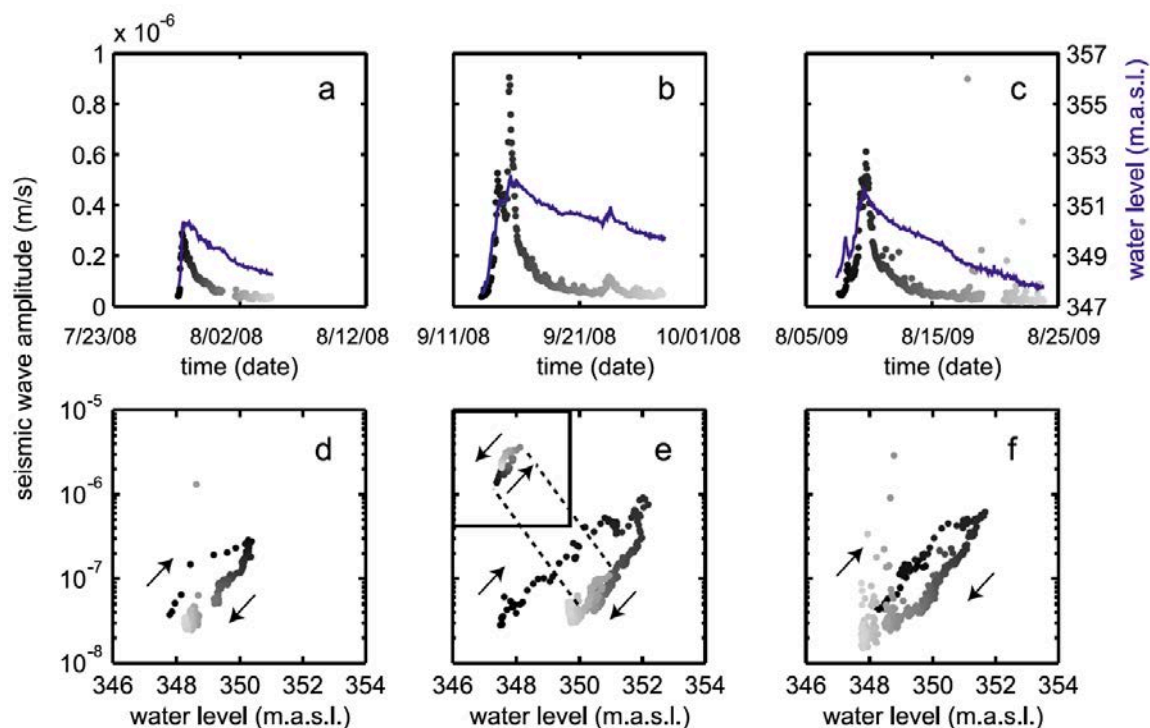 x 10^-6
1
0.8
0.6
0.4
0.2
0
a
b
c
357
355
353
351
349
347
seismic wave amplitude (m/s)
water level (m.a.s.l.)
7/23/08 8/02/08 8/12/08
9/11/08 9/21/08 10/01/08
8/05/09 8/15/09 8/25/09
time (date) time (date) time (date)
10^-5
10^-6
10^-7
10^-8
d
e
f
346 348 350 352 354
346 348 350 352 354
346 348 350 352 354
water level (m.a.s.l.) water level (m.a.s.l.) water level (m.a.s.l.)